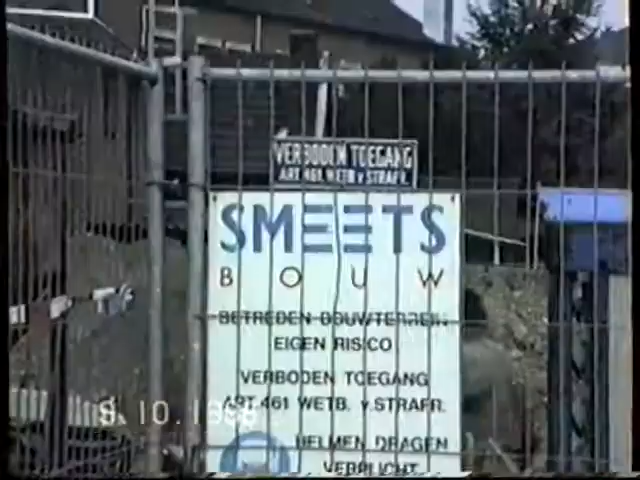 VERBODEN TOEGANG
ART.461 WETB v STRAFR.
SMEETS
BOUW
BETREDEN BOUWTERREIN
EIGEN RISICO
VERBODEN TOEGANG
ART.461 WETB. v.STRAFR.
HELMEN DRAGEN
VERPLICHT